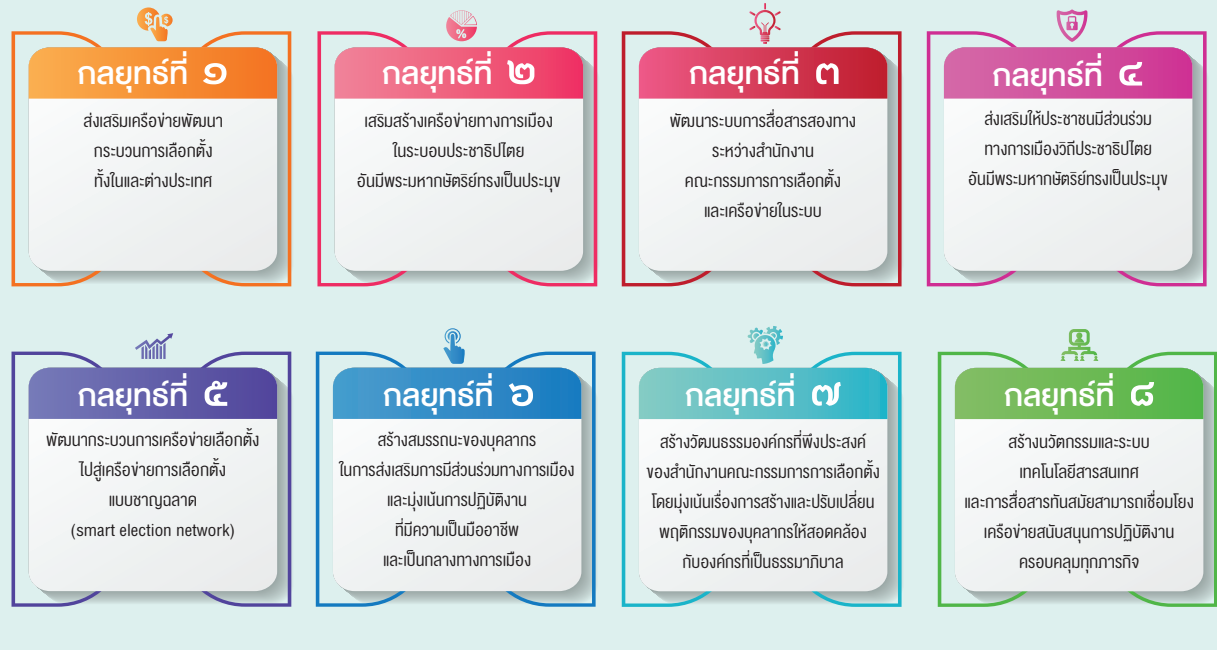 $ $
%
กลยุทธ์ที่ ๑
ส่งเสริมเครือข่ายพัฒนา
กระบวนการเลือกตั้ง
ทั้งในและต่างประเทศ
กลยุทธ์ที่ ๒
เสริมสร้างเครือข่ายทางการเมือง
ในระบอบประชาธิปไตย
อันมีพระมหากษัตริย์ทรงเป็นประมุข
กลยุทธ์ที่ ๓
พัฒนาระบบการสื่อสารสองทาง
ระหว่างสำนักงาน
คณะกรรมการการเลือกตั้ง
และเครือข่ายในระบบ
กลยุทธ์ที่ ๔
ส่งเสริมให้ประชาชนมีส่วนร่วม
ทางการเมืองวิถีประชาธิปไตย
อันมีพระมหากษัตริย์ทรงเป็นประมุข
กลยุทธ์ที่ ๕
พัฒนากระบวนการเครือข่ายเลือกตั้ง
ไปสู่เครือข่ายการเลือกตั้ง
แบบชาญฉลาด
(smart election network)
กลยุทธ์ที่ ๖
สร้างสมรรถนะของบุคลากร
ในการส่งเสริมการมีส่วนร่วมทางการเมือง
และมุ่งเน้นการปฏิบัติงาน
ที่มีความเป็นมืออาชีพ
และเป็นกลางทางการเมือง
กลยุทธ์ที่ ๗
สร้างวัฒนธรรมองค์กรที่พึงประสงค์
ของสำนักงานคณะกรรมการการเลือกตั้ง
โดยมุ่งเน้นเรื่องการสร้างและปรับเปลี่ยน
พฤติกรรมของบุคลากรให้สอดคล้อง
กับองค์กรที่เป็นธรรมาภิบาล
กลยุทธ์ที่ ๘
สร้างนวัตกรรมและระบบ
เทคโนโลยีสารสนเทศ
และการสื่อสารทันสมัยสามารถเชื่อมโยง
เครือข่ายสนับสนุนการปฏิบัติงาน
ครอบคลุมทุกภารกิจ